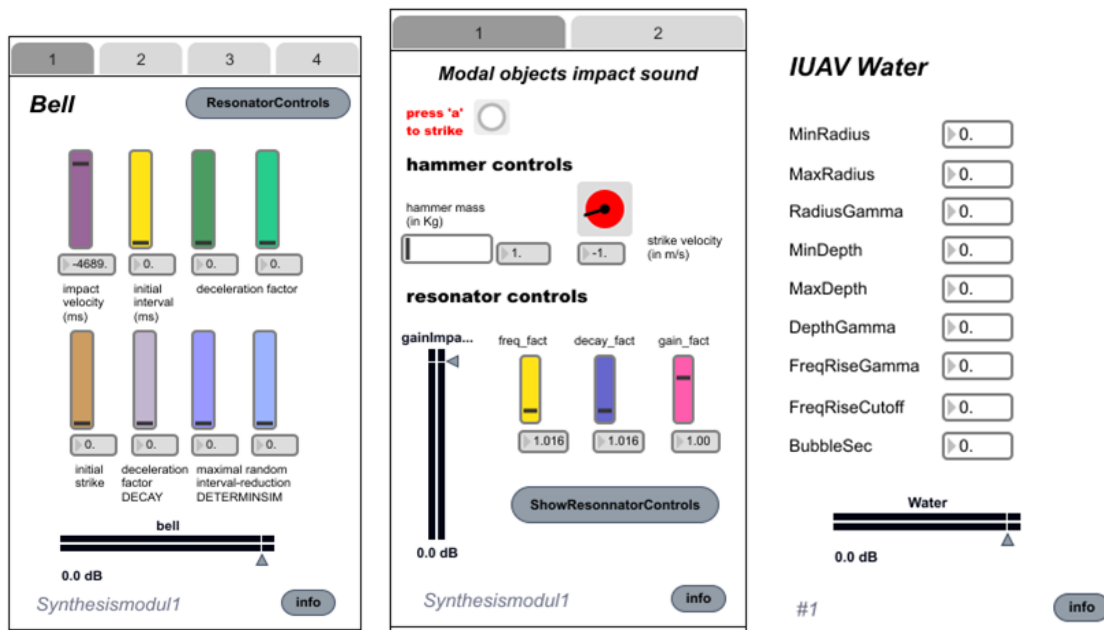 1 2 3 4
Bell
ResonatorControls
-4689. 0. 0. 0.
impact initial deceleration factor
velocity interval
(ms) (ms)
0. 0. 0. 0.
initial deceleration maximal random
strike factor interval-reduction
DECAY DETERMINSIM
bell
0.0 dB
Synthesismodul1
info
1 2
Modal objects impact sound
press 'a'
to strike
hammer controls
hammer mass
(in Kg)
1. -1.
strike velocity
(in m/s)
resonator controls
gainImpa... freq_fact decay_fact gain_fact
1.016 1.016 1.00
ShowResonnatorControls
0.0 dB
Synthesismodul1
info
IUAV Water
MinRadius 0.
MaxRadius 0.
RadiusGamma 0.
MinDepth 0.
MaxDepth 0.
DepthGamma 0.
FreqRiseGamma 0.
FreqRiseCutoff 0.
BubbleSec 0.
Water
0.0 dB
#1
info